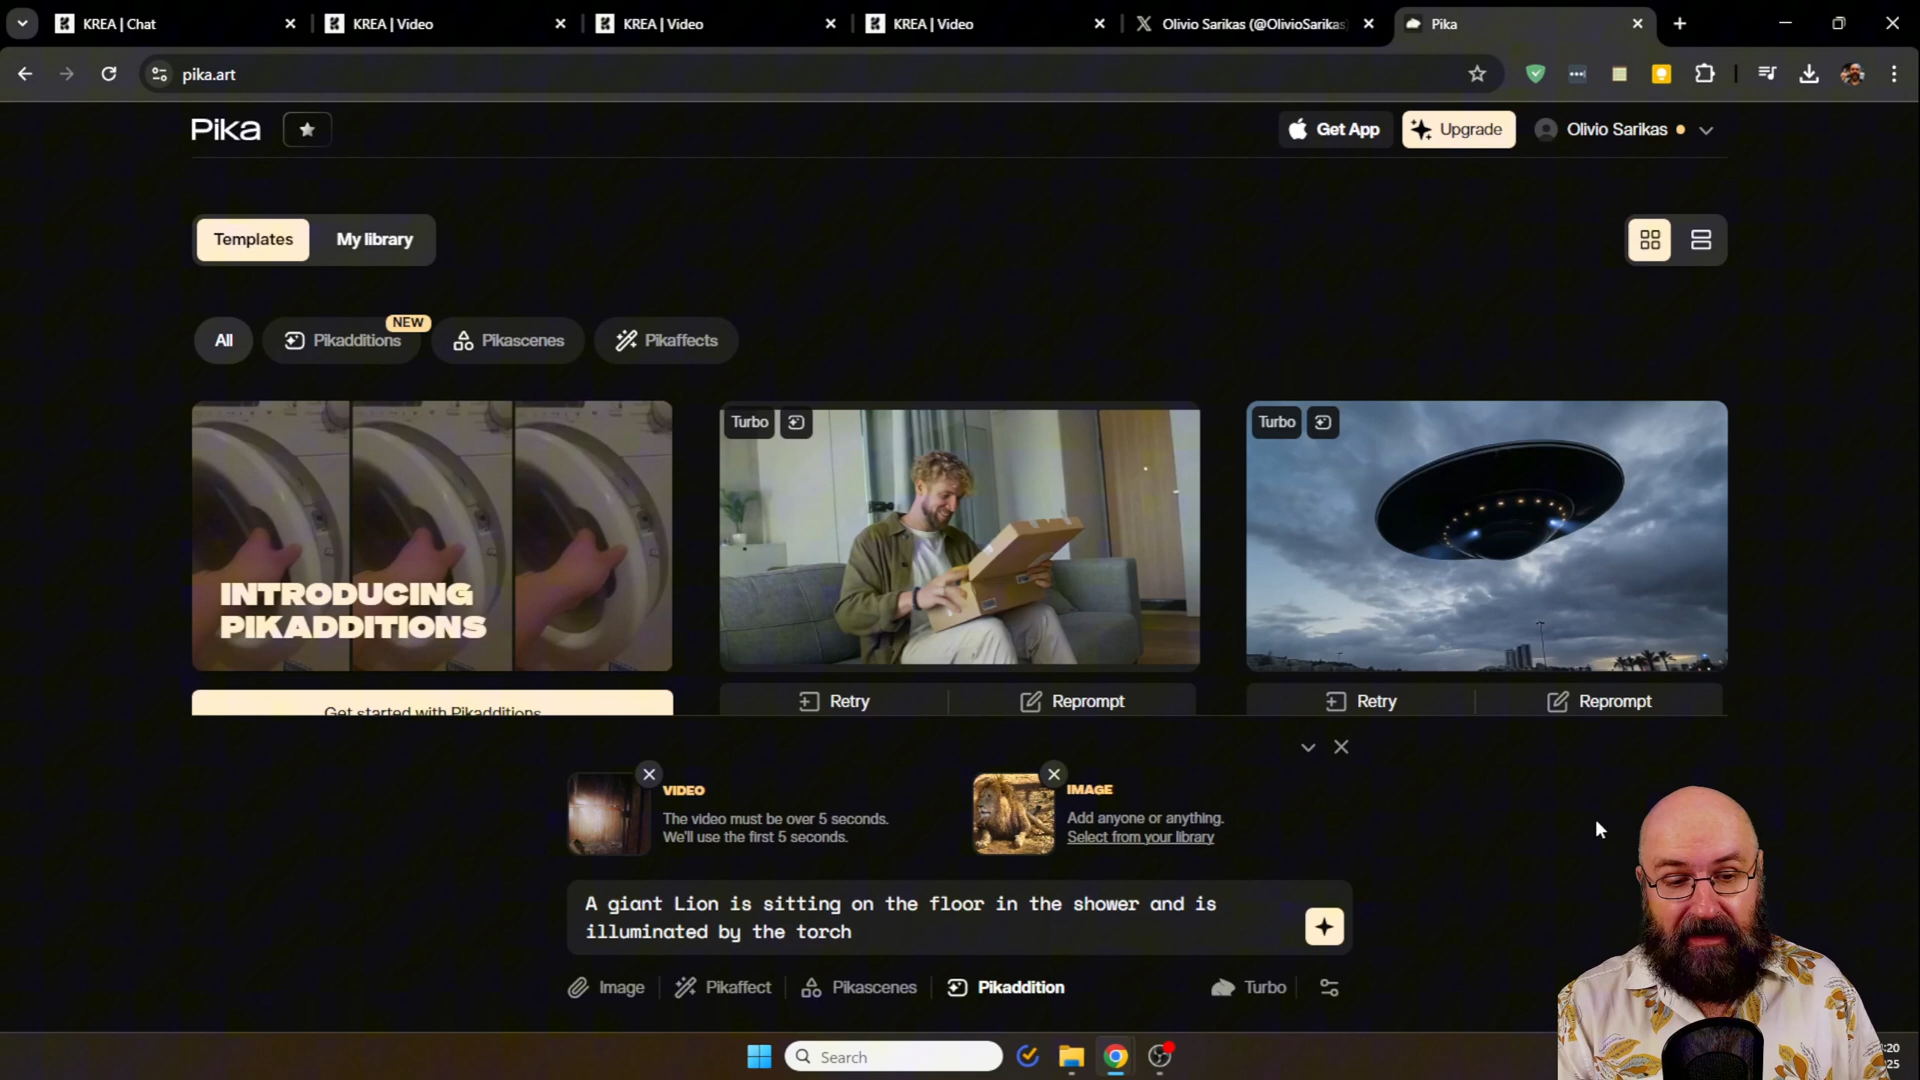 KREA | Chat
KREA | Video
KREA | Video
KREA | Video
Olivio Sarikas (@OlivioSarikas
Pika
pika.art
Pika
Get App
Upgrade
Olivio Sarikas
Templates
My library
All
Pikadditions
NEW
Pikascenes
Pikaffects
INTRODUCING
PIKADDITIONS
Turbo
Turbo
Get started with Pikadditions
Retry
Reprompt
Retry
Reprompt
VIDEO
The video must be over 5 seconds.
We'll use the first 5 seconds.
IMAGE
Add anyone or anything.
Select from your library
A giant Lion is sitting on the floor in the shower and is
illuminated by the torch
Image
Pikaffect
Pikascenes
Pikaddition
Turbo
Search
:20
25